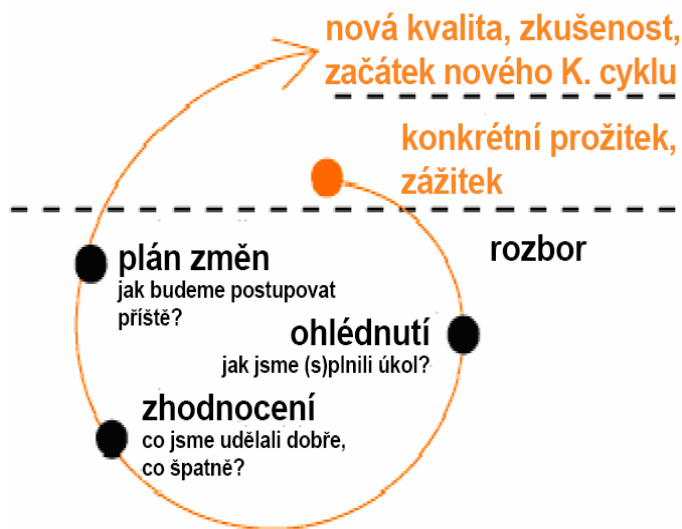 nová kvalita, zkušenost,
začátek nového K. cyklu
konkrétní prožitek,
zážitek
rozbor
plán změn
jak budeme postupovat
příště?
ohlédnutí
jak jsme (s)plnili úkol?
zhodnocení
co jsme udělali dobře,
co špatně?